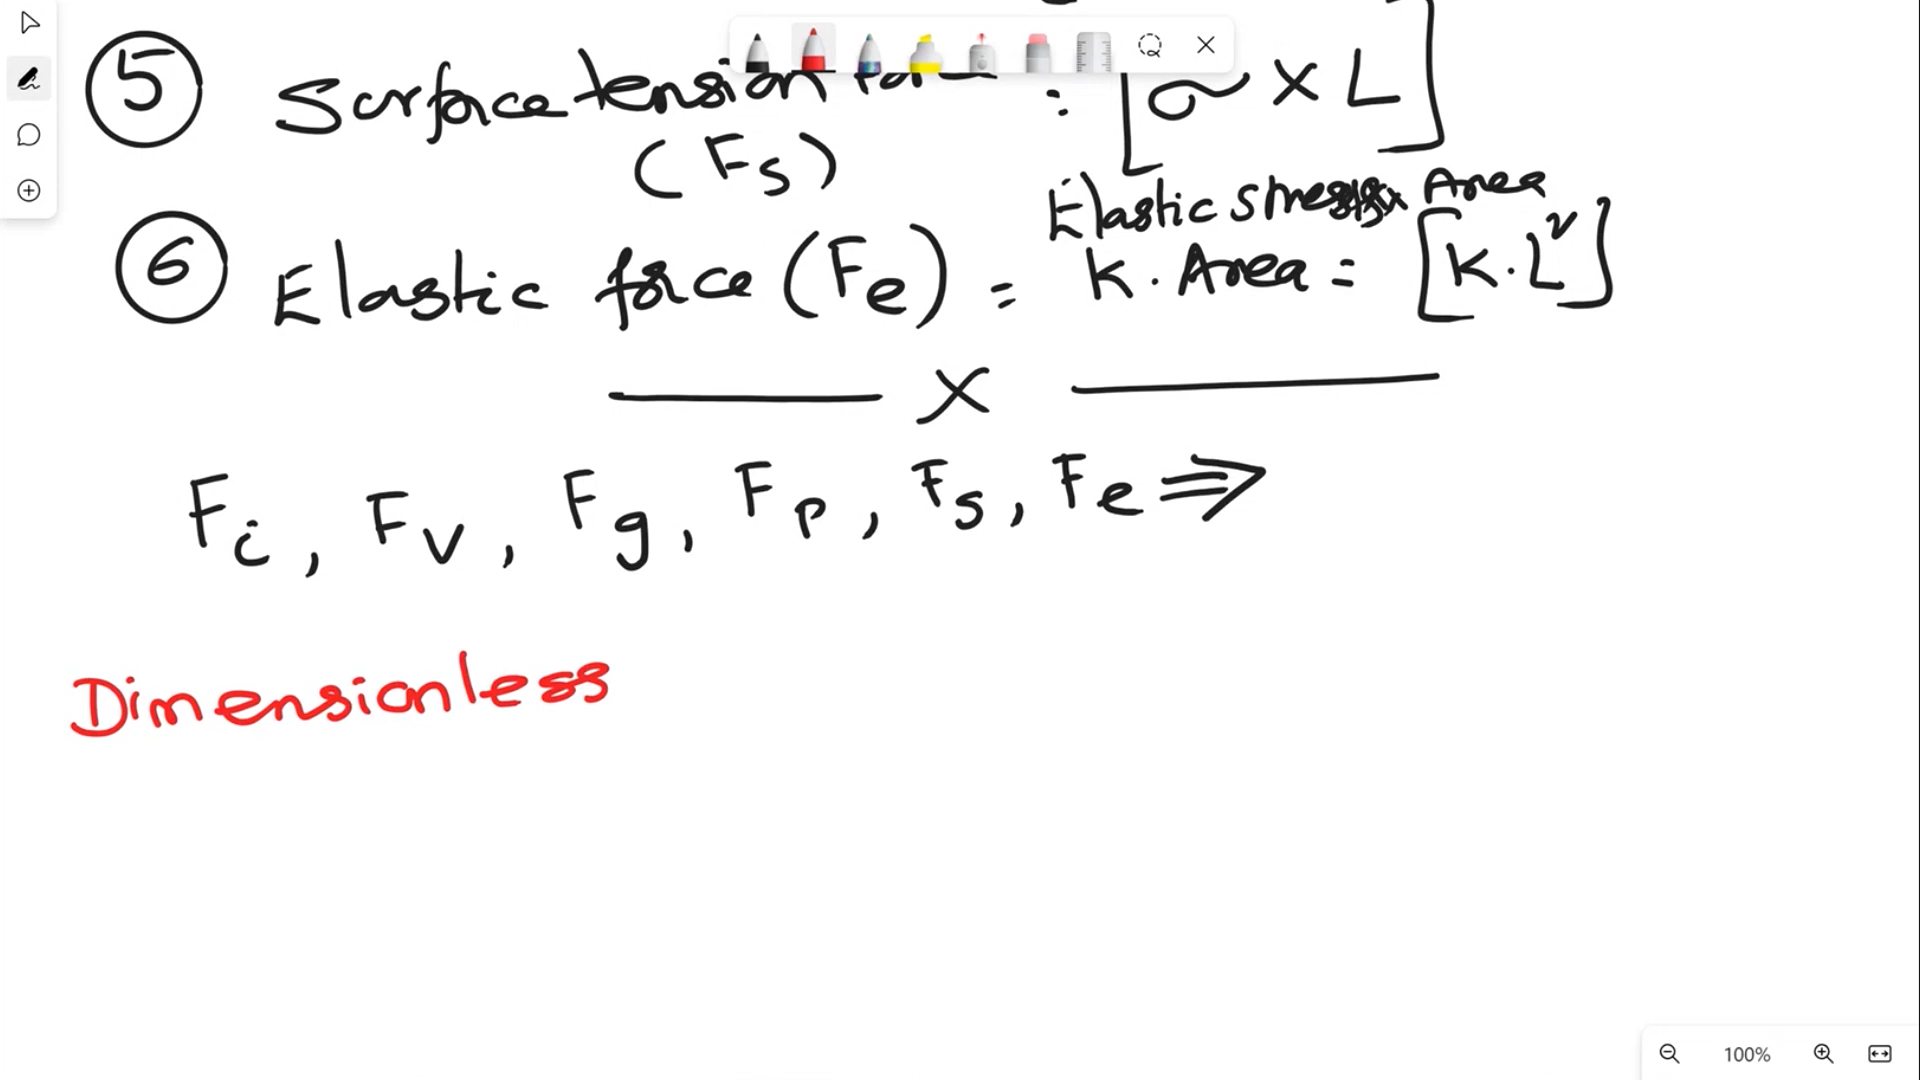 5 Surface tension = [σ × L]
(Fs)
Elastic stress x Area
6 Elastic force (Fe) = K . Area = [K . L²]
X
Fi , Fv , Fg , Fp , Fs , Fe ⇒
Dimensionless
100%